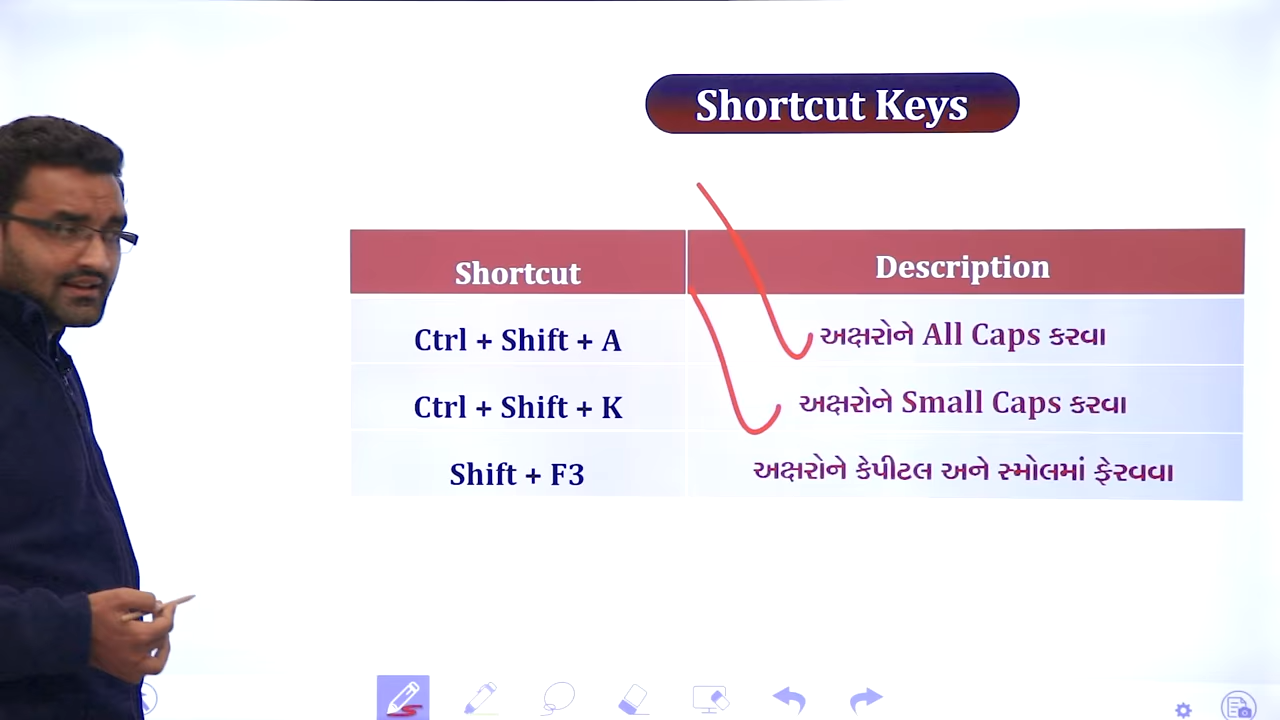 Shortcut Keys
Shortcut Description
Ctrl + Shift + A અક્ષરોને All Caps કરવા
Ctrl + Shift + K અક્ષરોને Small Caps કરવા
Shift + F3 અક્ષરોને કેપીટલ અને સ્મોલમાં ફેરવવા